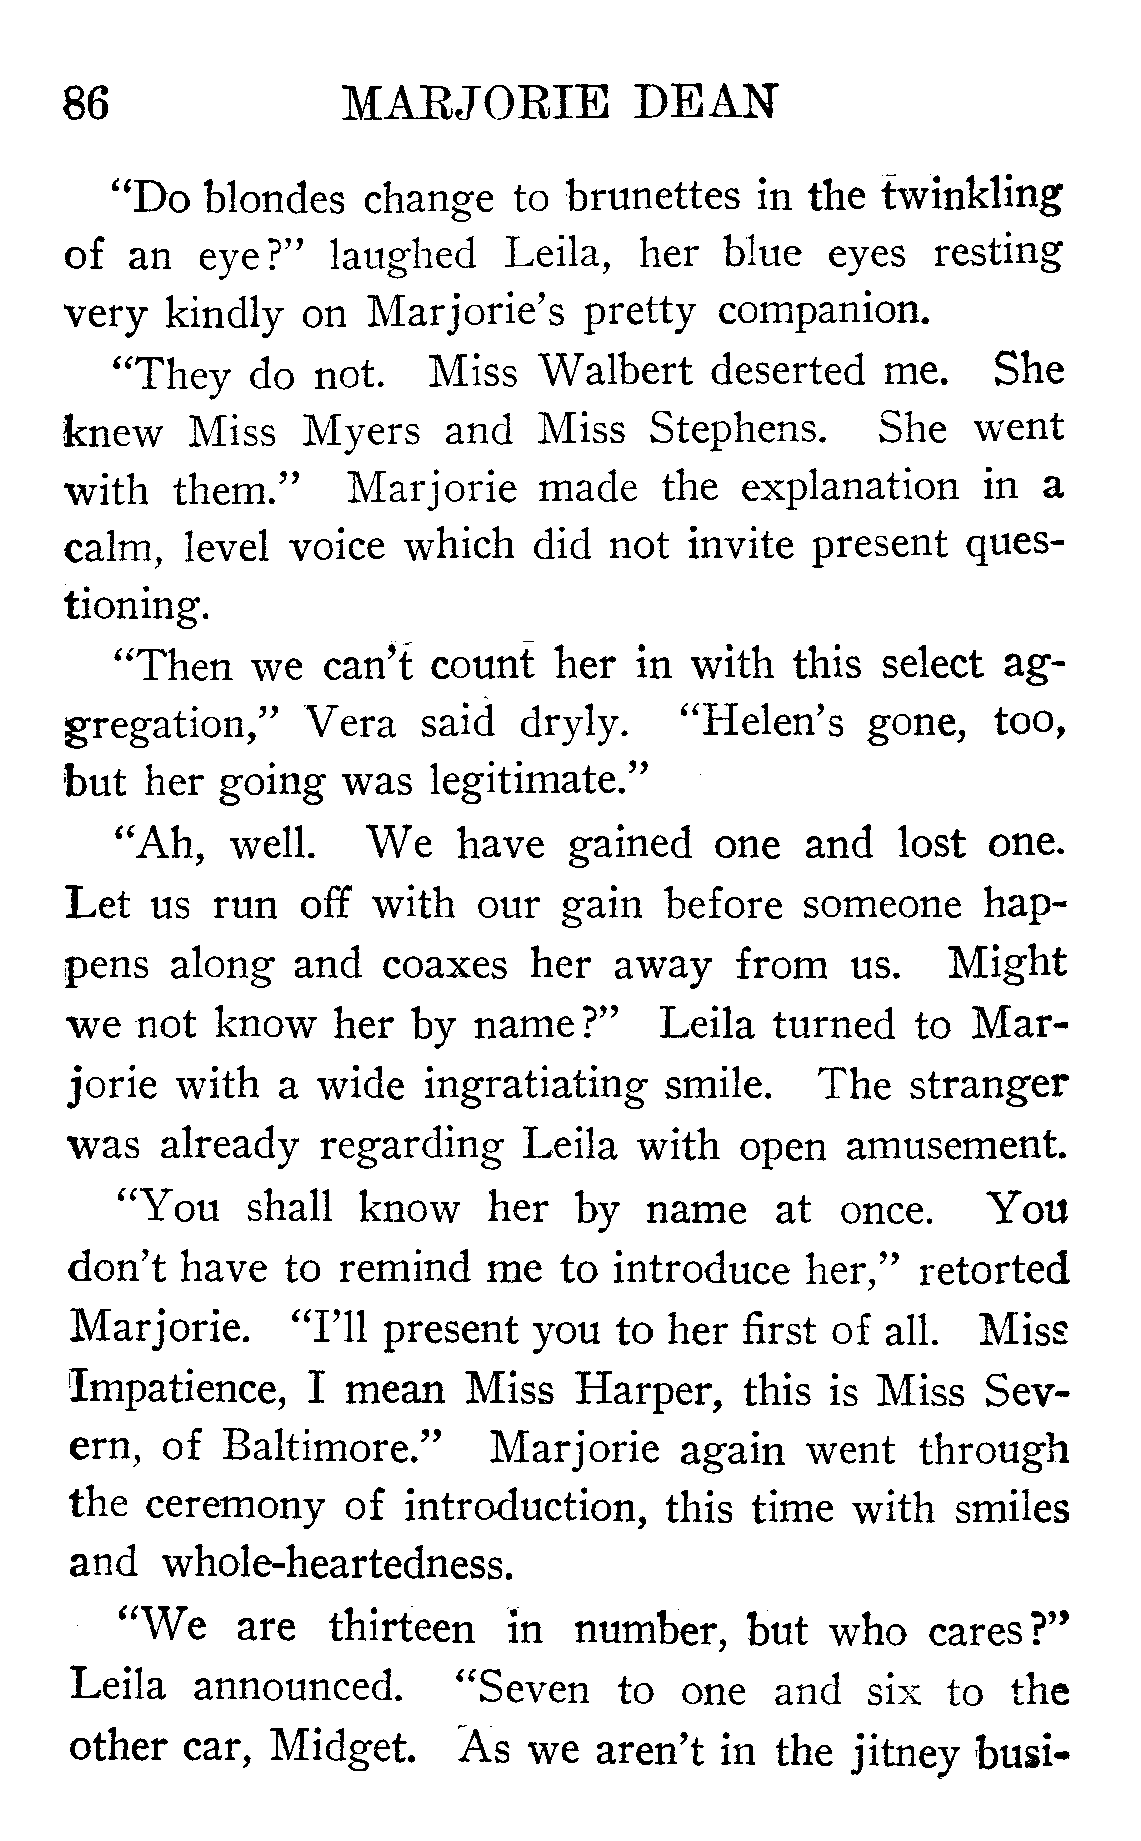 86 MARJORIE DEAN
“Do blondes change to brunettes in the twinkling
of an eye?” laughed Leila, her blue eyes resting
very kindly on Marjorie’s pretty companion.
“They do not. Miss Walbert deserted me. She
knew Miss Myers and Miss Stephens. She went
with them.” Marjorie made the explanation in a
calm, level voice which did not invite present ques-
tioning.
“Then we can’t count her in with this select ag-
gregation,” Vera said dryly. “Helen’s gone, too,
but her going was legitimate.”
“Ah, well. We have gained one and lost one.
Let us run off with our gain before someone hap-
pens along and coaxes her away from us. Might
we not know her by name?” Leila turned to Mar-
jorie with a wide ingratiating smile. The stranger
was already regarding Leila with open amusement.
“You shall know her by name at once. You
don’t have to remind me to introduce her,” retorted
Marjorie. “I’ll present you to her first of all. Miss
Impatience, I mean Miss Harper, this is Miss Sev-
ern, of Baltimore.” Marjorie again went through
the ceremony of introduction, this time with smiles
and whole-heartedness.
“We are thirteen in number, but who cares?”
Leila announced. “Seven to one and six to the
other car, Midget. As we aren’t in the jitney busi-